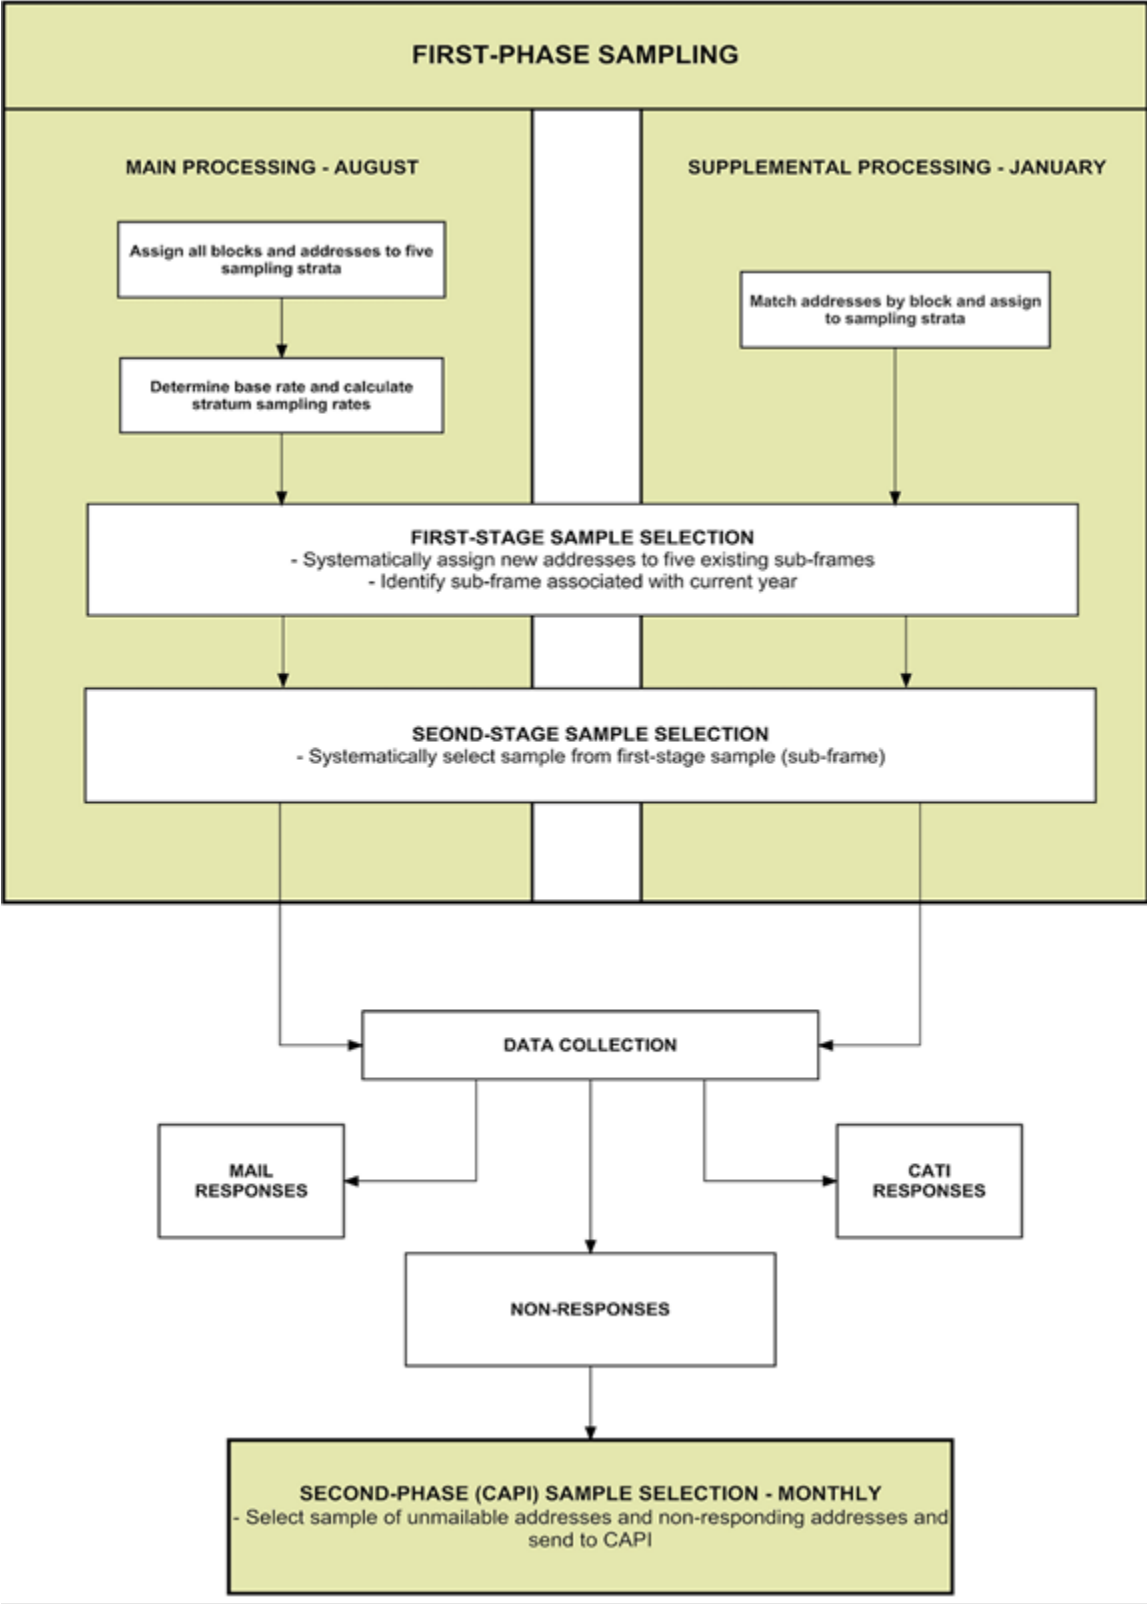 FIRST-PHASE SAMPLING
MAIN PROCESSING - AUGUST
SUPPLEMENTAL PROCESSING - JANUARY
Assign all blocks and addresses to five
sampling strata
Match addresses by block and assign
to sampling strata
Determine base rate and calculate
stratum sampling rates
FIRST-STAGE SAMPLE SELECTION
- Systematically assign new addresses to five existing sub-frames
- Identify sub-frame associated with current year
SEOND-STAGE SAMPLE SELECTION
- Systematically select sample from first-stage sample (sub-frame)
DATA COLLECTION
MAIL
RESPONSES
CATI
RESPONSES
NON-RESPONSES
SECOND-PHASE (CAPI) SAMPLE SELECTION - MONTHLY
- Select sample of unmailable addresses and non-responding addresses and
send to CAPI